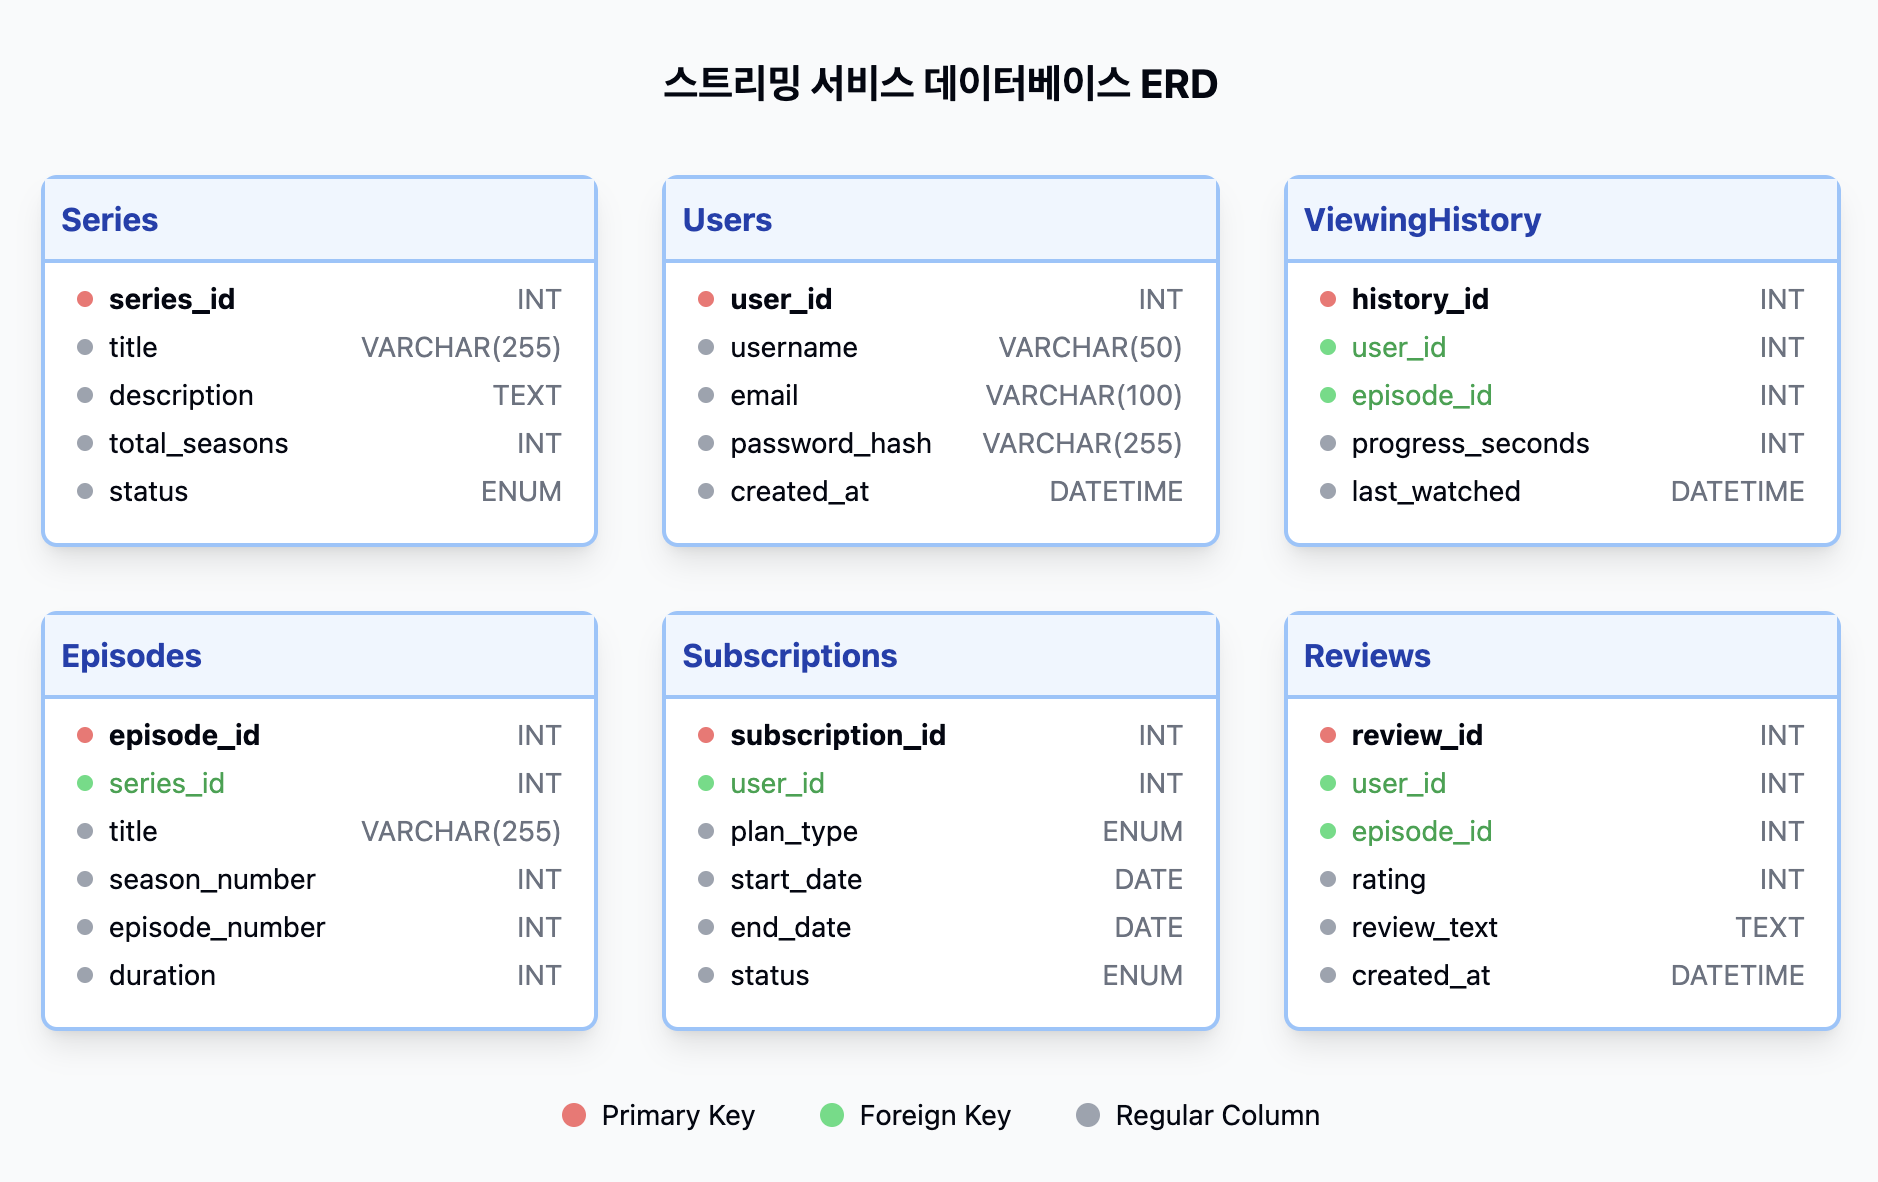 스트리밍 서비스 데이터베이스 ERD
Series
series_id INT
title VARCHAR(255)
description TEXT
total_seasons INT
status ENUM
Users
user_id INT
username VARCHAR(50)
email VARCHAR(100)
password_hash VARCHAR(255)
created_at DATETIME
ViewingHistory
history_id INT
user_id INT
episode_id INT
progress_seconds INT
last_watched DATETIME
Episodes
episode_id INT
series_id INT
title VARCHAR(255)
season_number INT
episode_number INT
duration INT
Subscriptions
subscription_id INT
user_id INT
plan_type ENUM
start_date DATE
end_date DATE
status ENUM
Reviews
review_id INT
user_id INT
episode_id INT
rating INT
review_text TEXT
created_at DATETIME
Primary Key Foreign Key Regular Column